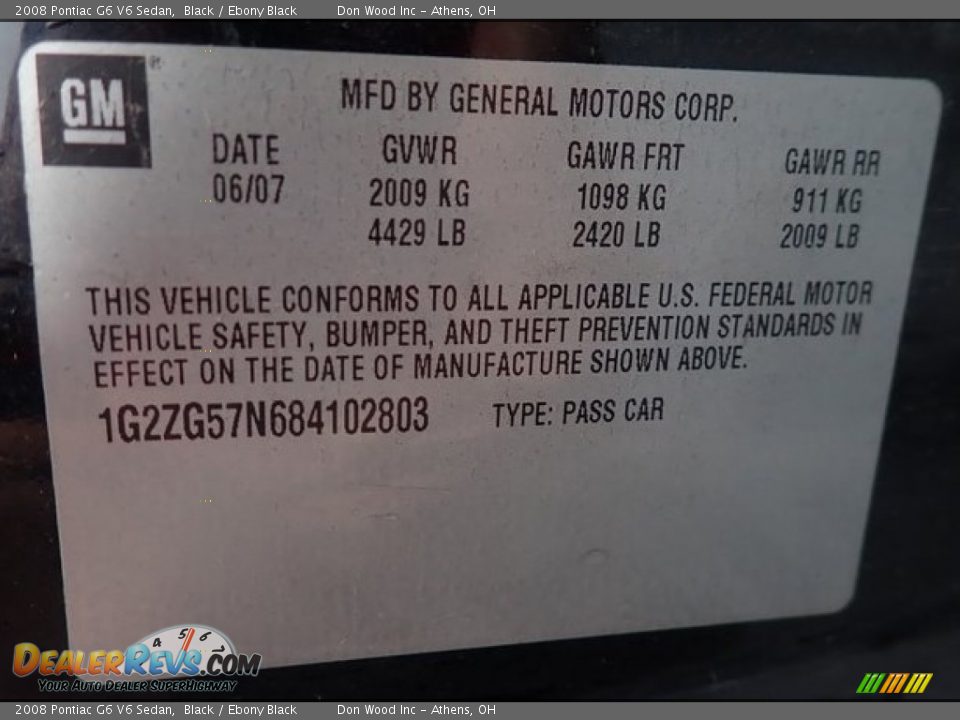 2008 Pontiac G6 V6 Sedan, Black / Ebony Black Don Wood Inc - Athens, OH
GM®
MFD BY GENERAL MOTORS CORP.
DATE GVWR GAWR FRT GAWR RR
06/07 2009 KG 1098 KG 911 KG
4429 LB 2420 LB 2009 LB
THIS VEHICLE CONFORMS TO ALL APPLICABLE U.S. FEDERAL MOTOR
VEHICLE SAFETY, BUMPER, AND THEFT PREVENTION STANDARDS IN
EFFECT ON THE DATE OF MANUFACTURE SHOWN ABOVE.
1G2ZG57N684102803 TYPE: PASS CAR
4 5 6
DEALERREVS.COM
YOUR AUTO DEALER SUPERHIGHWAY
2008 Pontiac G6 V6 Sedan, Black / Ebony Black Don Wood Inc - Athens, OH